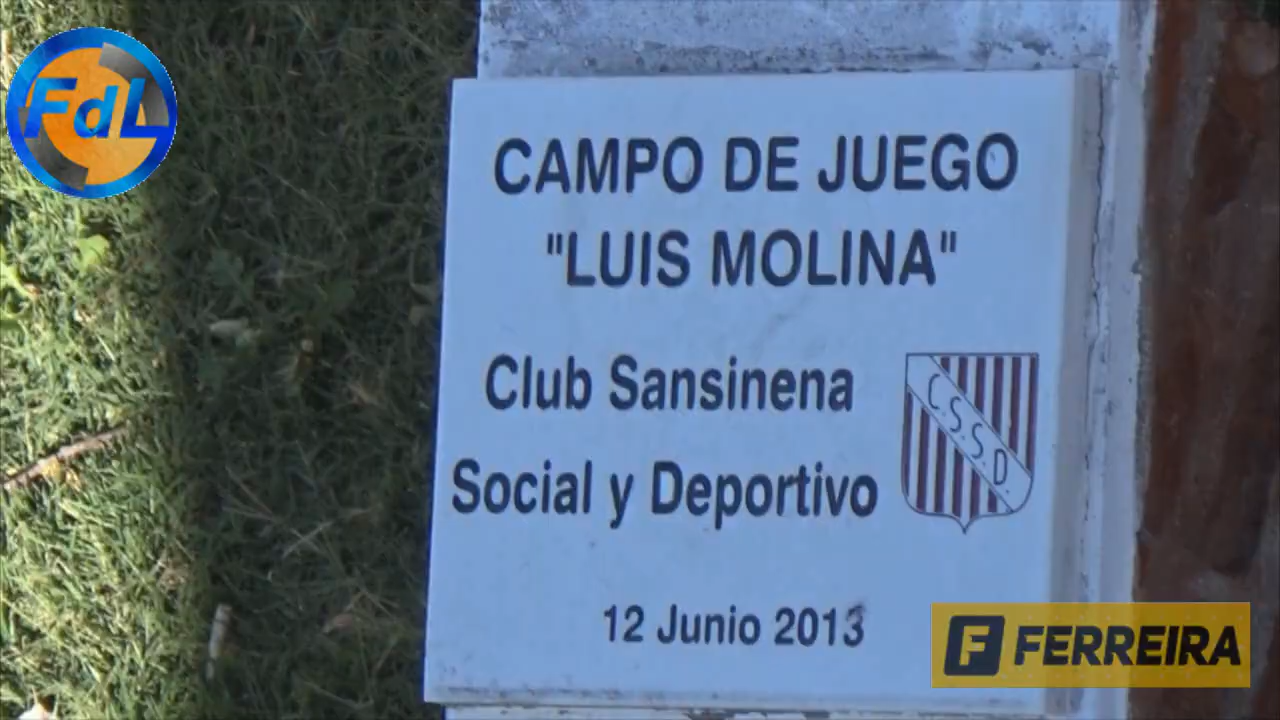 FdL
CAMPO DE JUEGO
"LUIS MOLINA"
Club Sansinena
Social y Deportivo
C.S.S.D.
12 Junio 2013
F FERREIRA